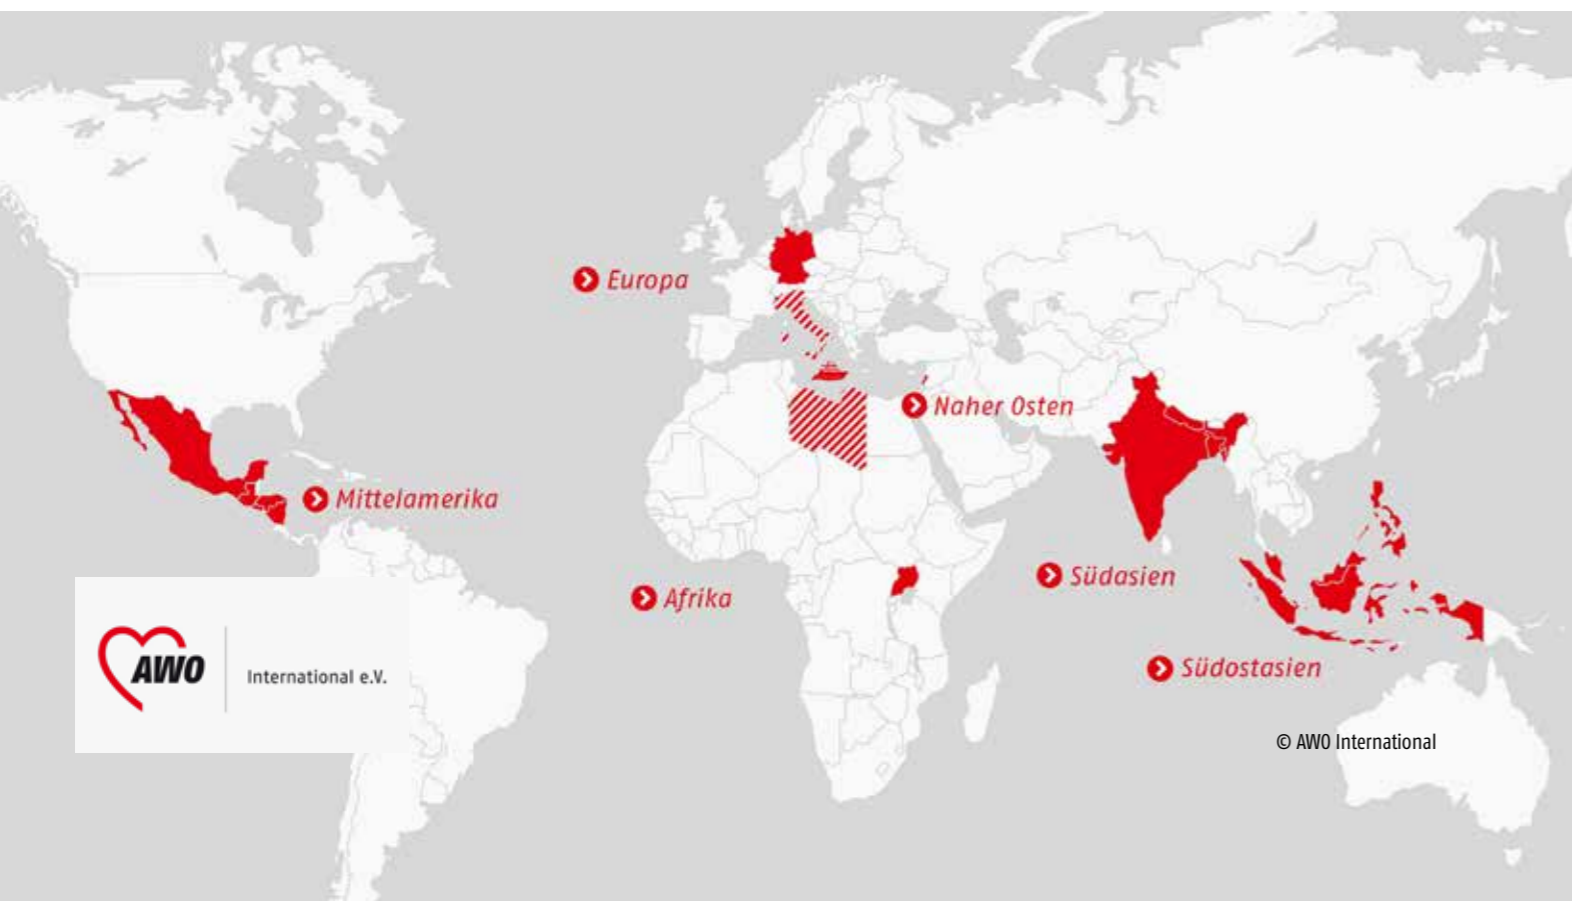 Europa
Naher Osten
Mittelamerika
Südasien
Afrika
Südostasien
AWO
International e.V.
© AWO International